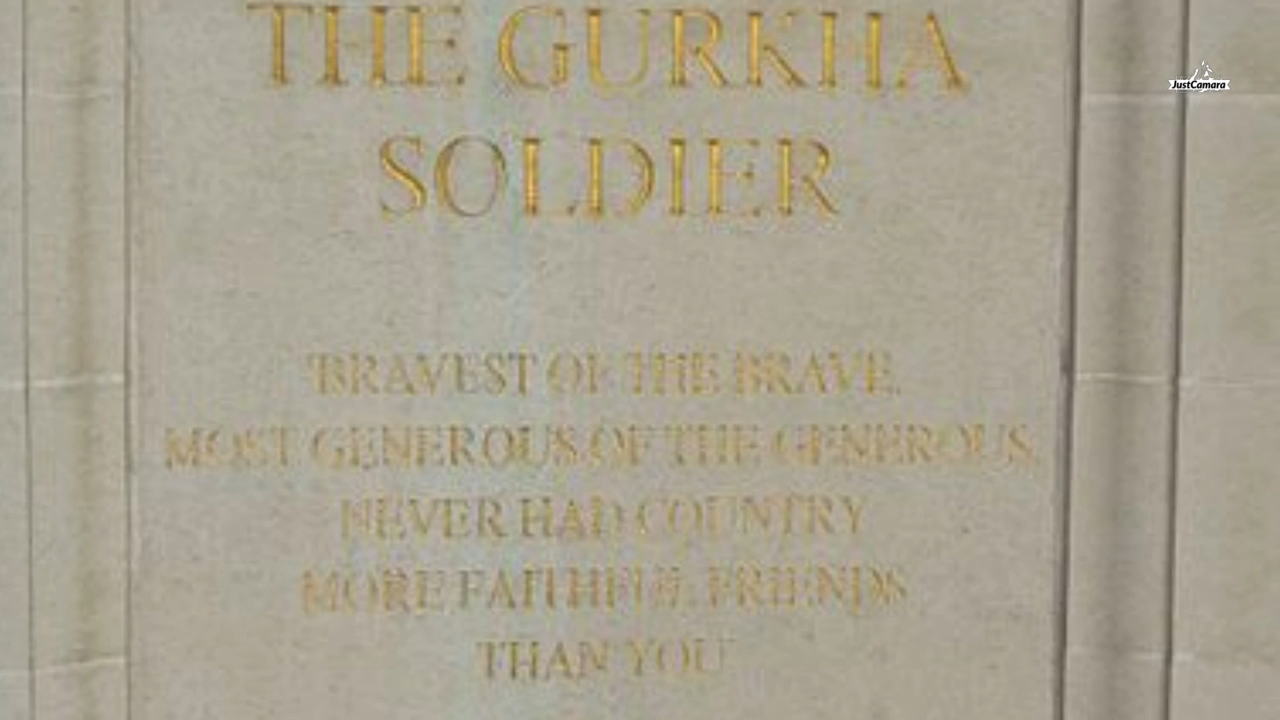 THE GURKHA
SOLDIER
JustCamara
'BRAVEST OF THE BRAVE,
MOST GENEROUS OF THE GENEROUS,
NEVER HAD COUNTRY
MORE FAITHFUL FRIENDS
THAN YOU'